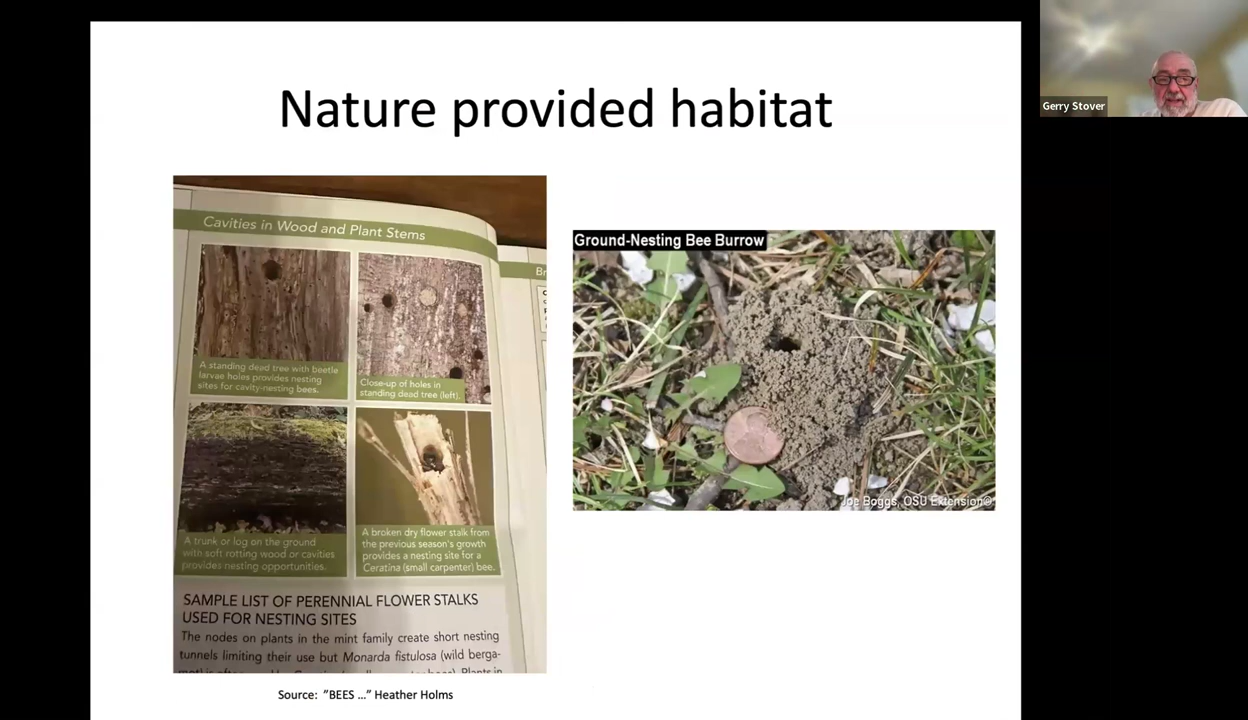 Nature provided habitat
Gerry Stover
Cavities in Wood and Plant Stems
A standing dead tree with beetle
larvae holes provides nesting
sites for cavity-nesting bees.
Close-up of holes in
standing dead tree (left).
A trunk or log on the ground
with soft rotting wood or cavities
provides nesting opportunities.
A broken dry flower stalk from
the previous season's growth
provides a nesting site for a
Ceratina (small carpenter) bee.
SAMPLE LIST OF PERENNIAL FLOWER STALKS
USED FOR NESTING SITES
The nodes on plants in the mint family create short nesting
tunnels limiting their use but Monarda fistulosa (wild berga-
Plants in
Br
Ground-Nesting Bee Burrow
Joe Boggs, OSU Extension©
Source: "BEES ..." Heather Holms